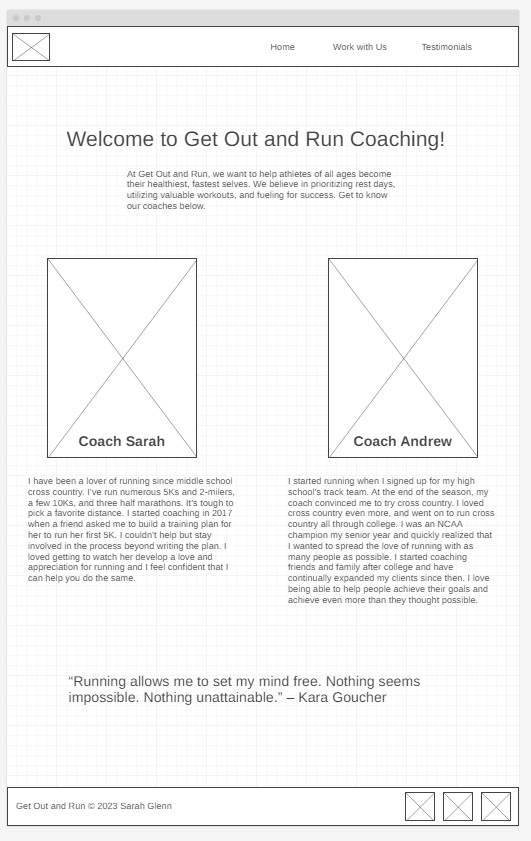 Home Work with Us Testimonials
Welcome to Get Out and Run Coaching!
At Get Out and Run, we want to help athletes of all ages become
their healthiest, fastest selves. We believe in prioritizing rest days,
utilizing valuable workouts, and fueling for success. Get to know
our coaches below.
Coach Sarah
I have been a lover of running since middle school
cross country. I've run numerous 5Ks and 2-milers,
a few 10Ks, and three half marathons. It's tough to
pick a favorite distance. I started coaching in 2017
when a friend asked me to build a training plan for
her to run her first 5K. I couldn't help but stay
involved in the process beyond writing the plan. I
loved getting to watch her develop a love and
appreciation for running and I feel confident that I
can help you do the same.
Coach Andrew
I started running when I signed up for my high
school's track team. At the end of the season, my
coach convinced me to try cross country. I loved
cross country even more, and went on to run cross
country all through college. I was an NCAA
champion my senior year and quickly realized that
I wanted to spread the love of running with as
many people as possible. I started coaching
friends and family after college and have
continually expanded my clients since then. I love
being able to help people achieve their goals and
achieve even more than they thought possible.
“Running allows me to set my mind free. Nothing seems
impossible. Nothing unattainable.” – Kara Goucher
Get Out and Run © 2023 Sarah Glenn